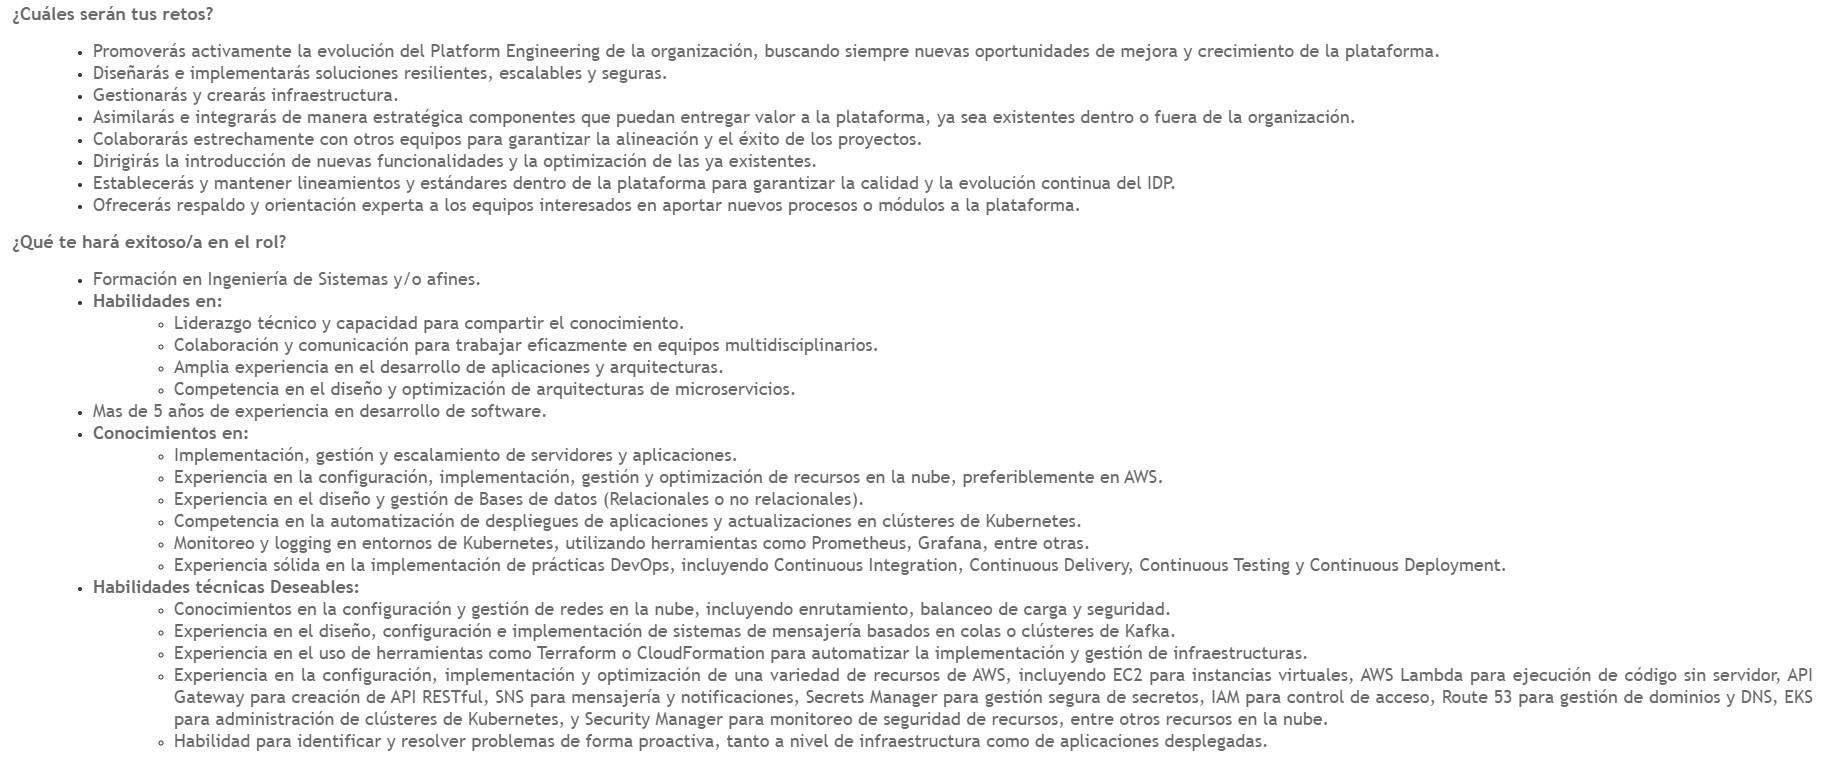 ¿Cuáles serán tus retos?
• Promoverás activamente la evolución del Platform Engineering de la organización, buscando siempre nuevas oportunidades de mejora y crecimiento de la plataforma.
• Diseñarás e implementarás soluciones resilientes, escalables y seguras.
• Gestionarás y crearás infraestructura.
• Asimilarás e integrarás de manera estratégica componentes que puedan entregar valor a la plataforma, ya sea existentes dentro o fuera de la organización.
• Colaborarás estrechamente con otros equipos para garantizar la alineación y el éxito de los proyectos.
• Dirigirás la introducción de nuevas funcionalidades y la optimización de las ya existentes.
• Establecerás y mantener lineamientos y estándares dentro de la plataforma para garantizar la calidad y la evolución continua del IDP.
• Ofrecerás respaldo y orientación experta a los equipos interesados en aportar nuevos procesos o módulos a la plataforma.
¿Qué te hará exitoso/a en el rol?
• Formación en Ingeniería de Sistemas y/o afines.
• Habilidades en:
◦ Liderazgo técnico y capacidad para compartir el conocimiento.
◦ Colaboración y comunicación para trabajar eficazmente en equipos multidisciplinarios.
◦ Amplia experiencia en el desarrollo de aplicaciones y arquitecturas.
◦ Competencia en el diseño y optimización de arquitecturas de microservicios.
• Mas de 5 años de experiencia en desarrollo de software.
• Conocimientos en:
◦ Implementación, gestión y escalamiento de servidores y aplicaciones.
◦ Experiencia en la configuración, implementación, gestión y optimización de recursos en la nube, preferiblemente en AWS.
◦ Experiencia en el diseño y gestión de Bases de datos (Relacionales o no relacionales).
◦ Competencia en la automatización de despliegues de aplicaciones y actualizaciones en clústeres de Kubernetes.
◦ Monitoreo y logging en entornos de Kubernetes, utilizando herramientas como Prometheus, Grafana, entre otras.
◦ Experiencia sólida en la implementación de prácticas DevOps, incluyendo Continuous Integration, Continuous Delivery, Continuous Testing y Continuous Deployment.
• Habilidades técnicas Deseables:
◦ Conocimientos en la configuración y gestión de redes en la nube, incluyendo enrutamiento, balanceo de carga y seguridad.
◦ Experiencia en el diseño, configuración e implementación de sistemas de mensajería basados en colas o clústeres de Kafka.
◦ Experiencia en el uso de herramientas como Terraform o CloudFormation para automatizar la implementación y gestión de infraestructuras.
◦ Experiencia en la configuración, implementación y optimización de una variedad de recursos de AWS, incluyendo EC2 para instancias virtuales, AWS Lambda para ejecución de código sin servidor, API
Gateway para creación de API RESTful, SNS para mensajería y notificaciones, Secrets Manager para gestión segura de secretos, IAM para control de acceso, Route 53 para gestión de dominios y DNS, EKS
para administración de clústeres de Kubernetes, y Security Manager para monitoreo de seguridad de recursos, entre otros recursos en la nube.
◦ Habilidad para identificar y resolver problemas de forma proactiva, tanto a nivel de infraestructura como de aplicaciones desplegadas.